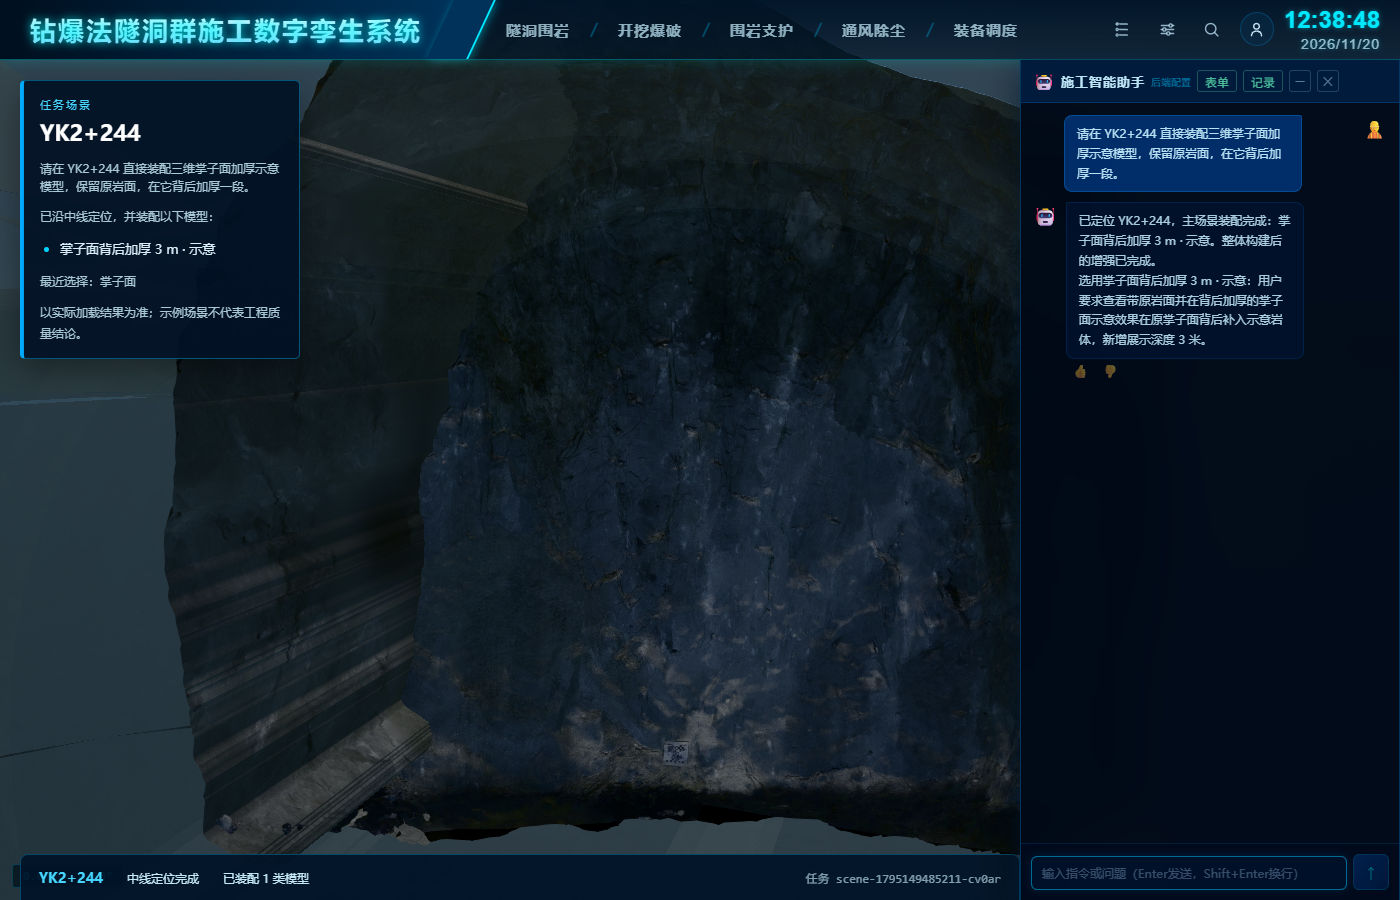 钻爆法隧洞群施工数字孪生系统
隧洞围岩 / 开挖爆破 / 围岩支护 / 通风除尘 / 装备调度
12:38:48
2026/11/20
任务场景
YK2+244
请在 YK2+244 直接装配三维掌子面加厚示意
模型，保留原岩面，在它背后加厚一段。
已沿中线定位，并装配以下模型：
掌子面背后加厚 3 m · 示意
最近选择：掌子面
以实际加载结果为准；示例场景不代表工程质
量结论。
施工智能助手 后端配置 表单 记录
请在 YK2+244 直接装配三维掌子面加
厚示意模型，保留原岩面，在它背后加
厚一段。
已定位 YK2+244，主场景装配完成：掌
子面背后加厚 3 m · 示意。整体构建后
的增强已完成。
选用掌子面背后加厚 3 m · 示意：用户
要求查看带原岩面并在背后加厚的掌子
面示意效果在原掌子面背后补入示意岩
体，新增展示深度 3 米。
输入指令或问题（Enter发送，Shift+Enter换行）
YK2+244 中线定位完成 已装配 1 类模型
任务 scene-1795149485211-cv0ar